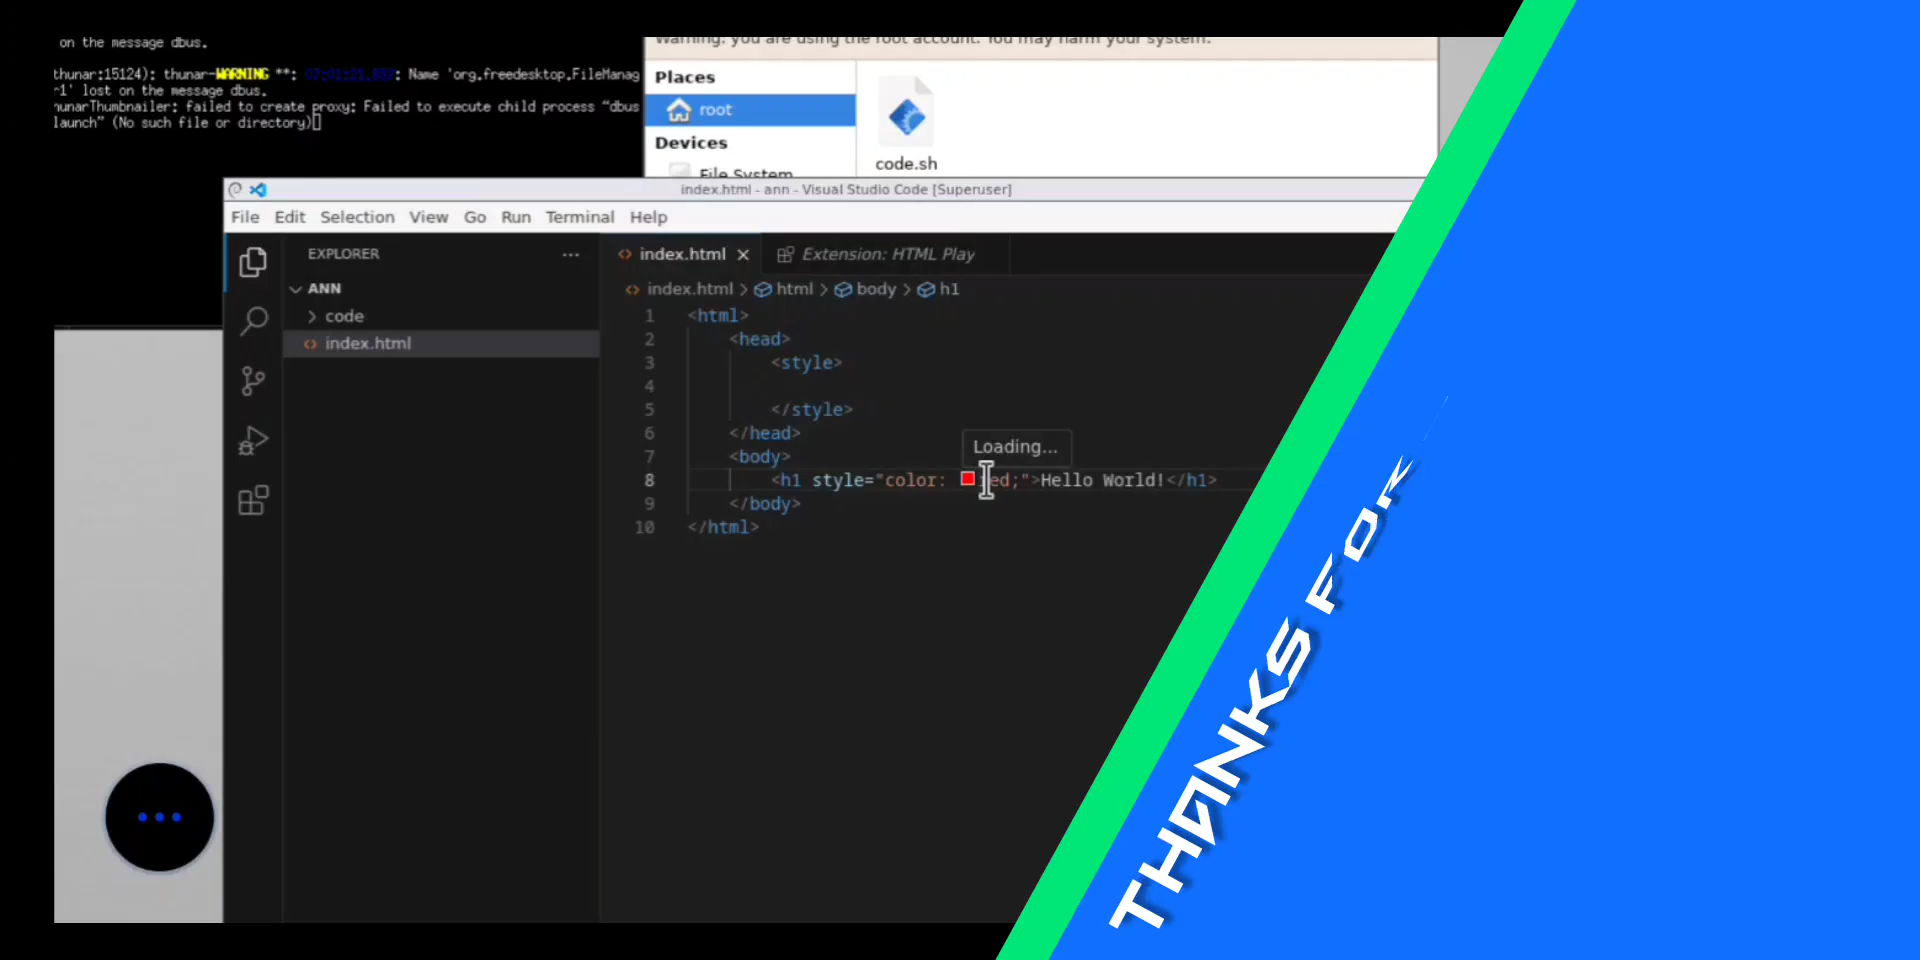 on the message dbus.
thunar:15124): thunar-WARNING **: : Name 'org.freedesktop.FileManag
r1' lost on the message dbus.
hunarThumbnailer: failed to create proxy: Failed to execute child process “dbus
launch” (No such file or directory)
Warning: you are using the root account. You may harm your system.
Places
root
Devices
File System
code.sh
index.html - ann - Visual Studio Code [Superuser]
File Edit Selection View Go Run Terminal Help
EXPLORER ...
ANN
code
index.html
index.html Extension: HTML Play
index.html > html > body > h1
1 <html>
2 <head>
3 <style>
4
5 </style>
6 </head>
7 <body>
8 <h1 style="color: red;">Hello World!</h1>
9 </body>
10 </html>
Loading...
THANKS FOR